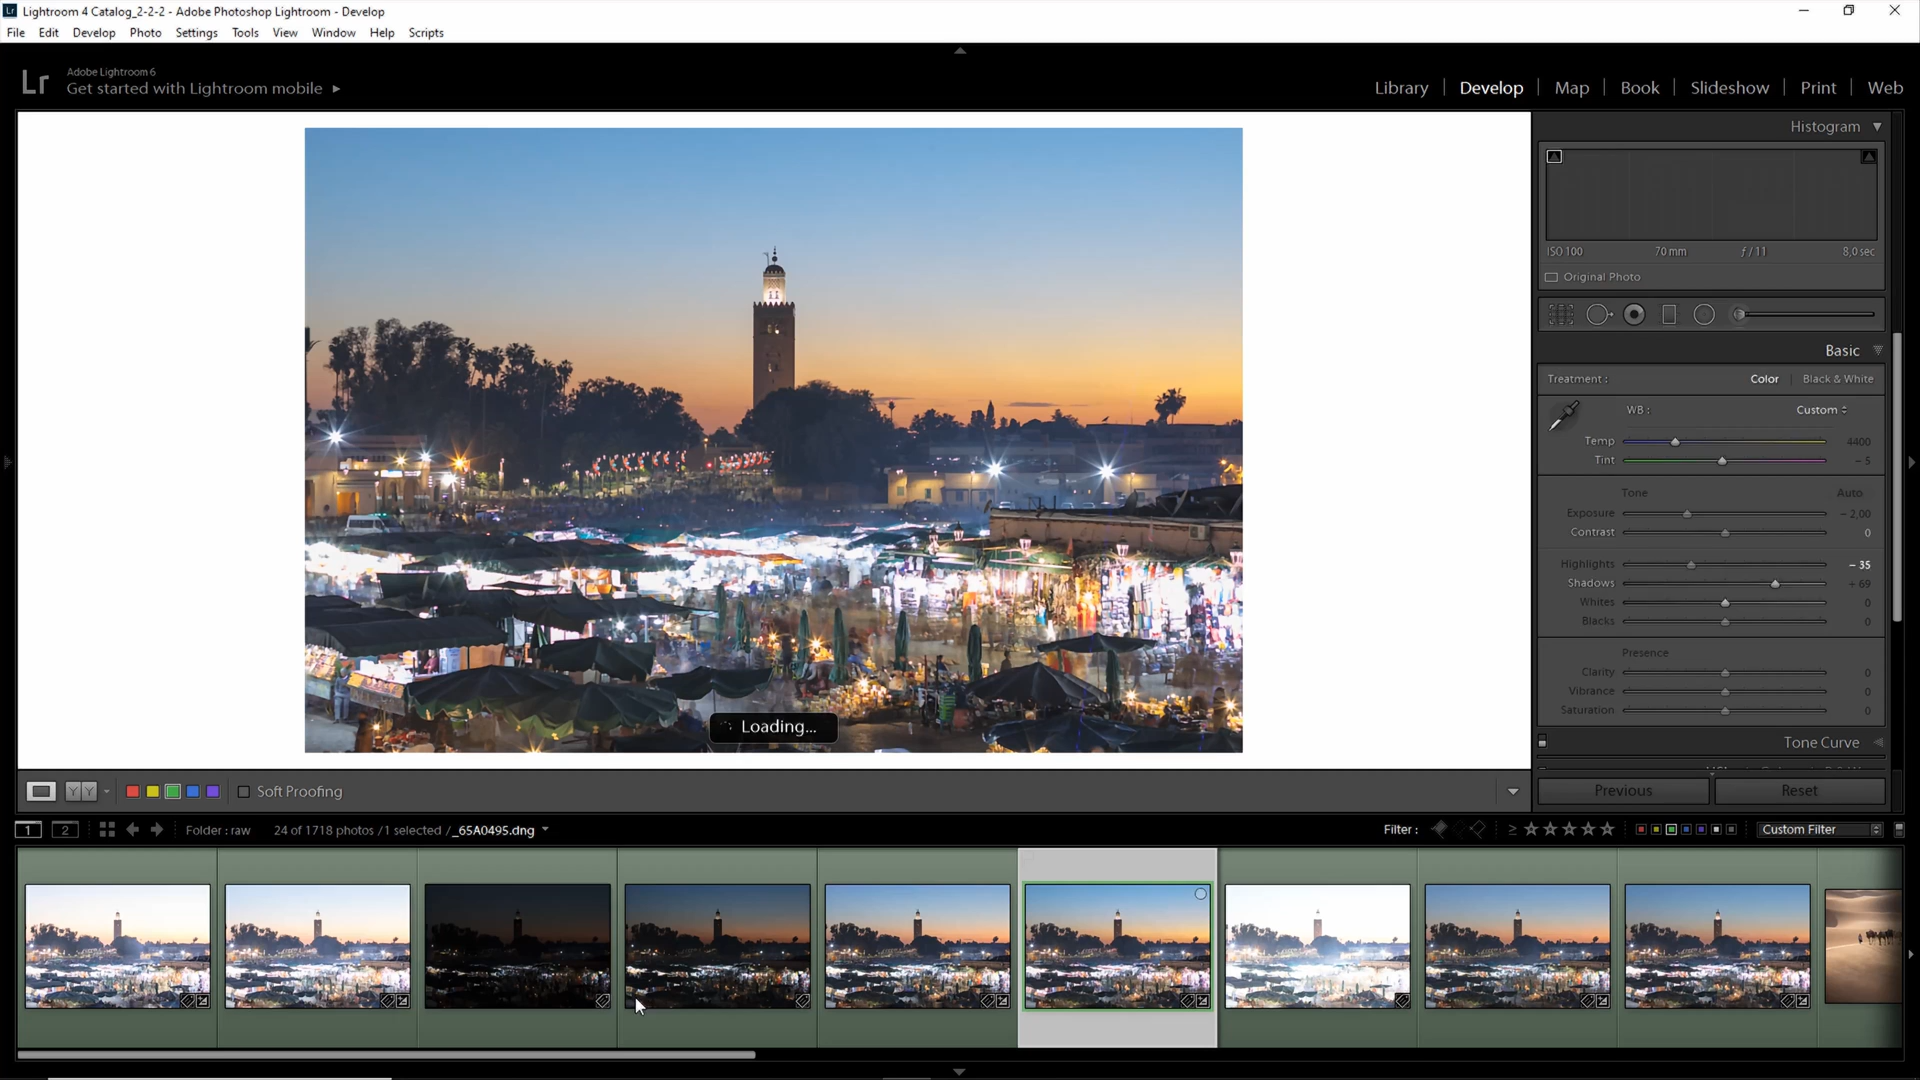 Lr Lightroom 4 Catalog_2-2-2 - Adobe Photoshop Lightroom - Develop
File Edit Develop Photo Settings Tools View Window Help Scripts
Lr
Adobe Lightroom 6
Get started with Lightroom mobile
Library | Develop | Map | Book | Slideshow | Print | Web
Histogram
ISO 100 70 mm ƒ / 11 8,0 sec
Original Photo
Basic
Treatment : Color | Black & White
WB : Custom
Temp 4400
Tint - 5
Tone Auto
Exposure - 2,00
Contrast 0
Highlights - 35
Shadows + 69
Whites 0
Blacks 0
Presence
Clarity 0
Vibrance 0
Saturation 0
Tone Curve
Loading...
Previous Reset
Y Y Soft Proofing
1 2 Folder : raw 24 of 1718 photos / 1 selected / _65A0495.dng Filter : ≥ Custom Filter